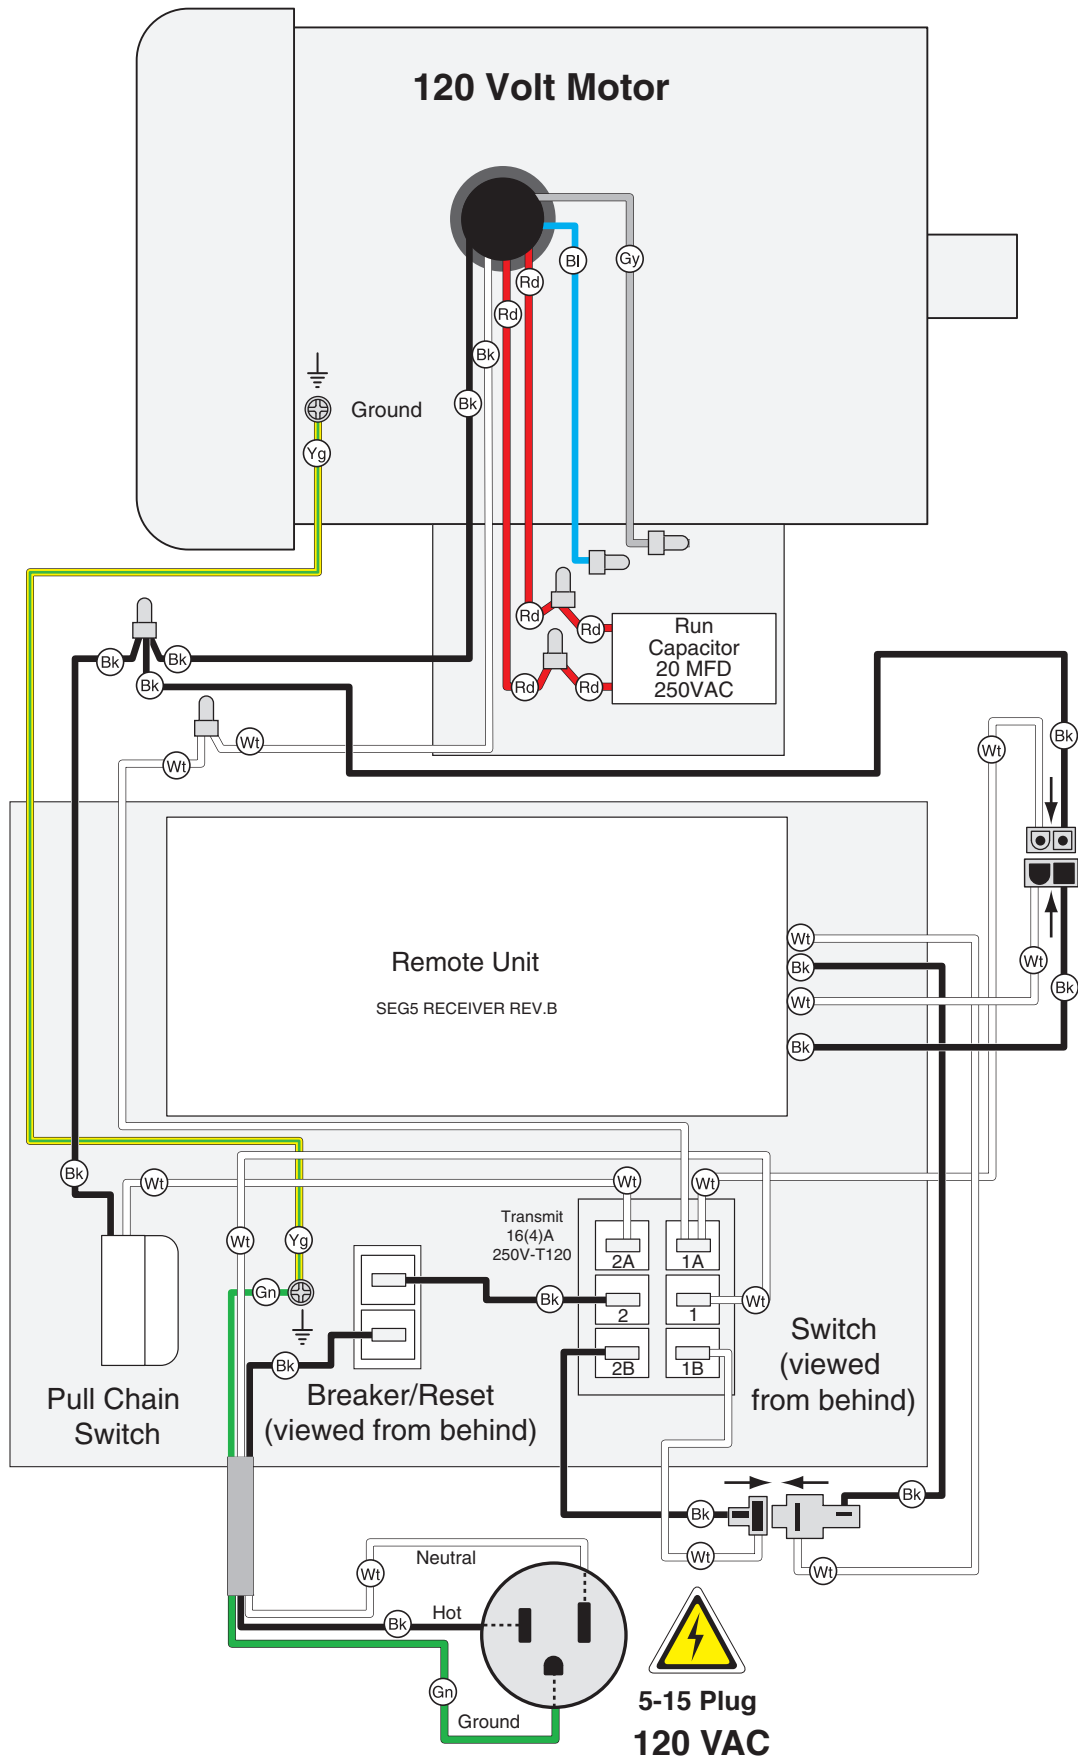 120 Volt Motor
Bl
Gy
Rd
Rd
Bk
Bk
Ground
Yg
Rd
Rd
Run
Capacitor
20 MFD
250VAC
Rd
Rd
Bk
Bk
Bk
Wt
Wt
Bk
Wt
Remote Unit
SEG5 RECEIVER REV.B
Wt
Bk
Wt
Bk
Wt
Bk
Bk
Wt
Wt
Wt
Wt
Yg
Gn
Transmit
16(4)A
250V-T120
2A
1A
Bk
Wt
2
1
2B
1B
Bk
Switch
(viewed
from behind)
Pull Chain
Switch
Breaker/Reset
(viewed from behind)
Bk
Bk
Wt
Wt
Neutral
Wt
Hot
Bk
Gn
Ground
5-15 Plug
120 VAC